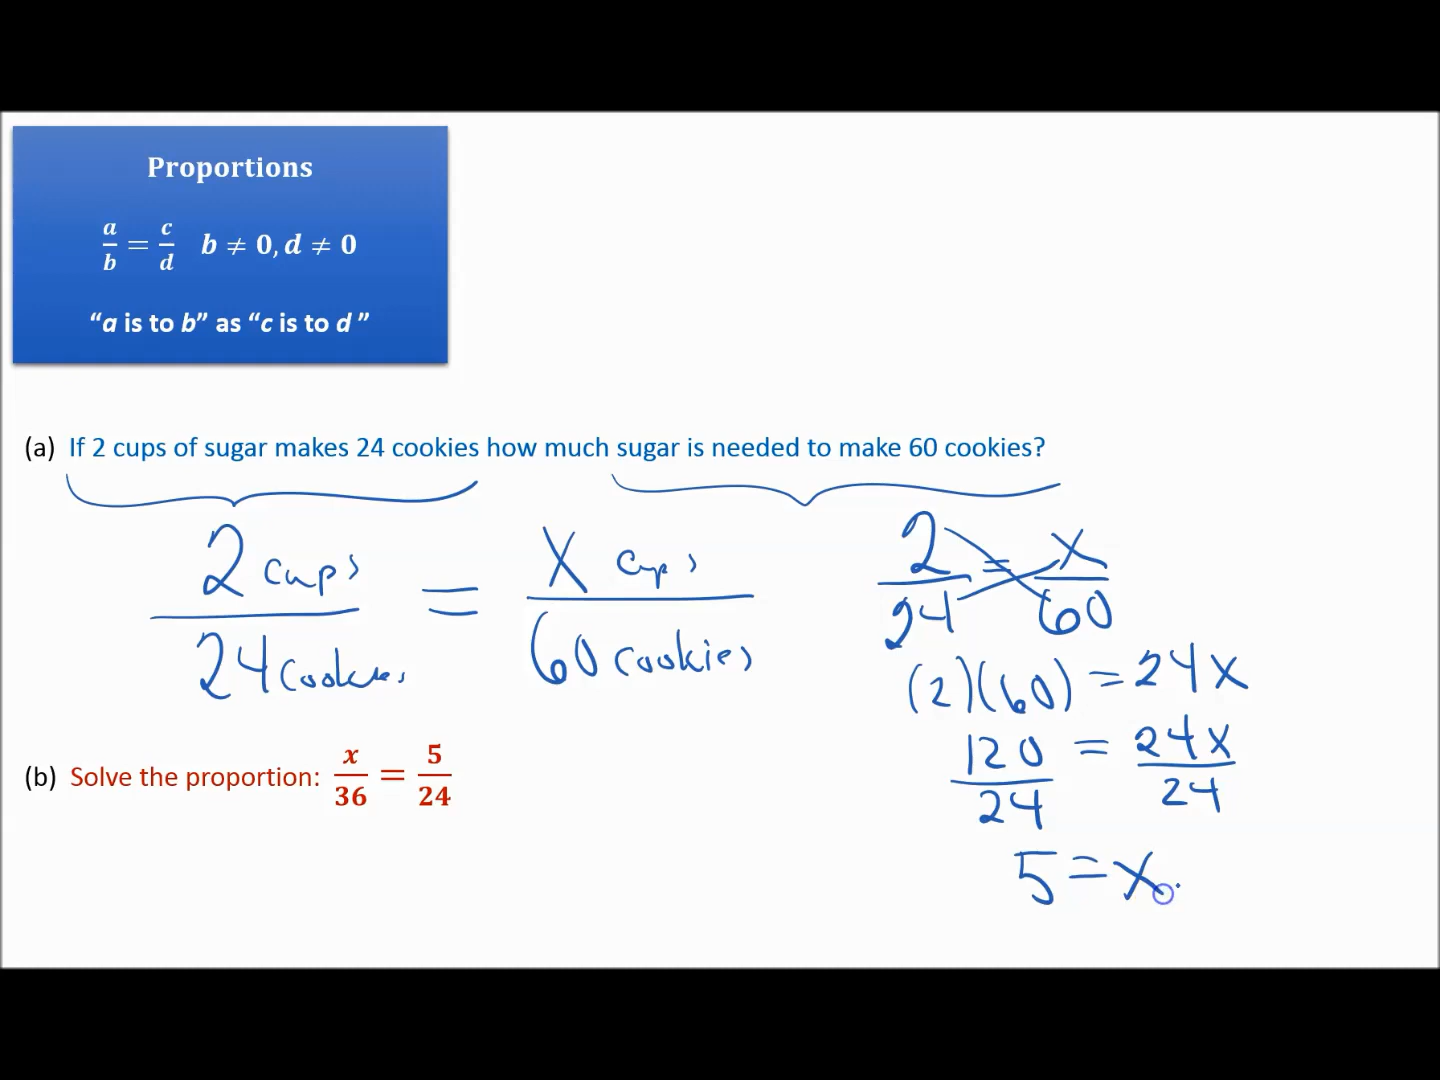 Proportions
a/b = c/d b ≠ 0, d ≠ 0
“a is to b” as “c is to d ”
(a) If 2 cups of sugar makes 24 cookies how much sugar is needed to make 60 cookies?
2 cups / 24 cookies = x cups / 60 cookies
2/24 = x/60
(2)(60) = 24x
120/24 = 24x/24
5 = x
(b) Solve the proportion: x/36 = 5/24